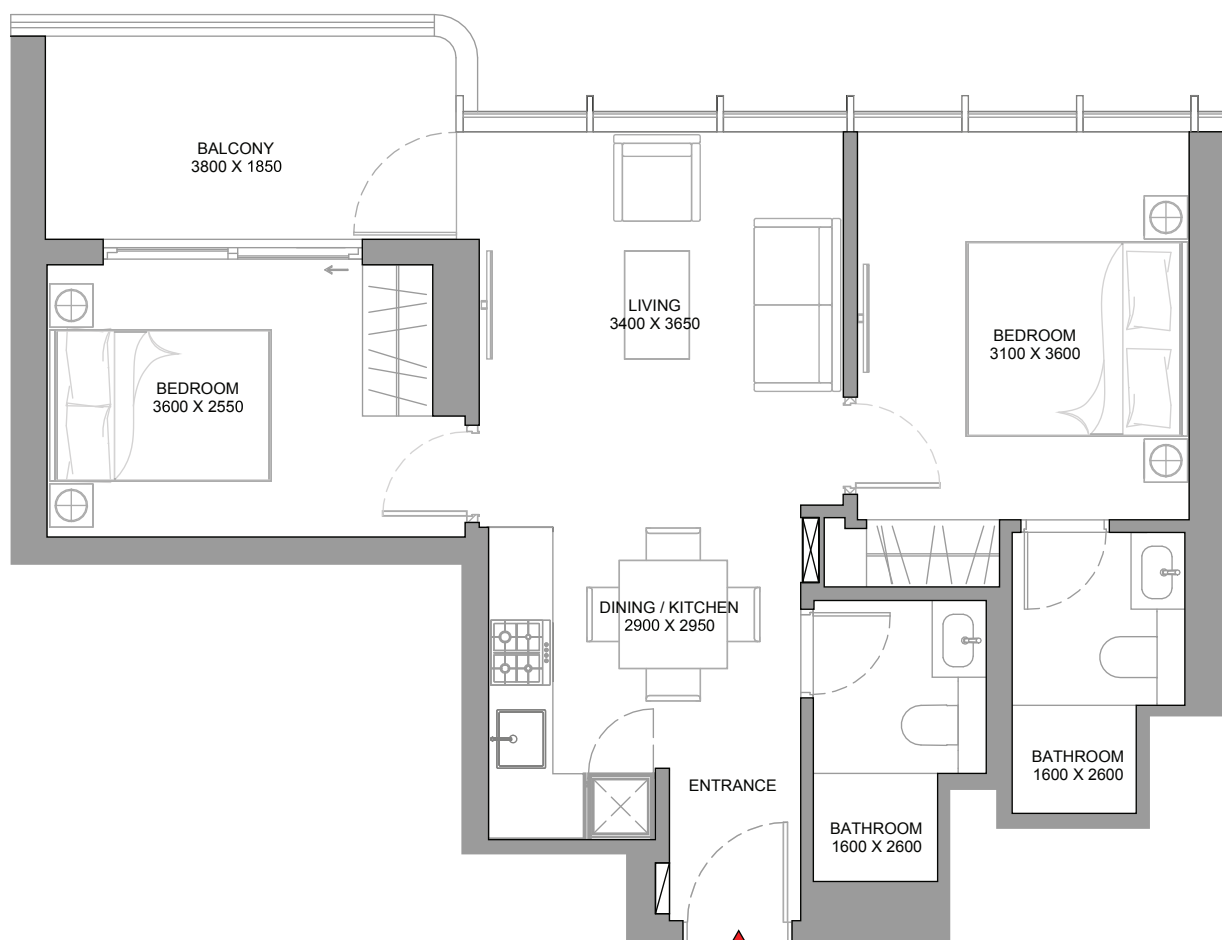 BALCONY
3800 X 1850
LIVING
3400 X 3650
BEDROOM
3100 X 3600
BEDROOM
3600 X 2550
DINING / KITCHEN
2900 X 2950
ENTRANCE
BATHROOM
1600 X 2600
BATHROOM
1600 X 2600